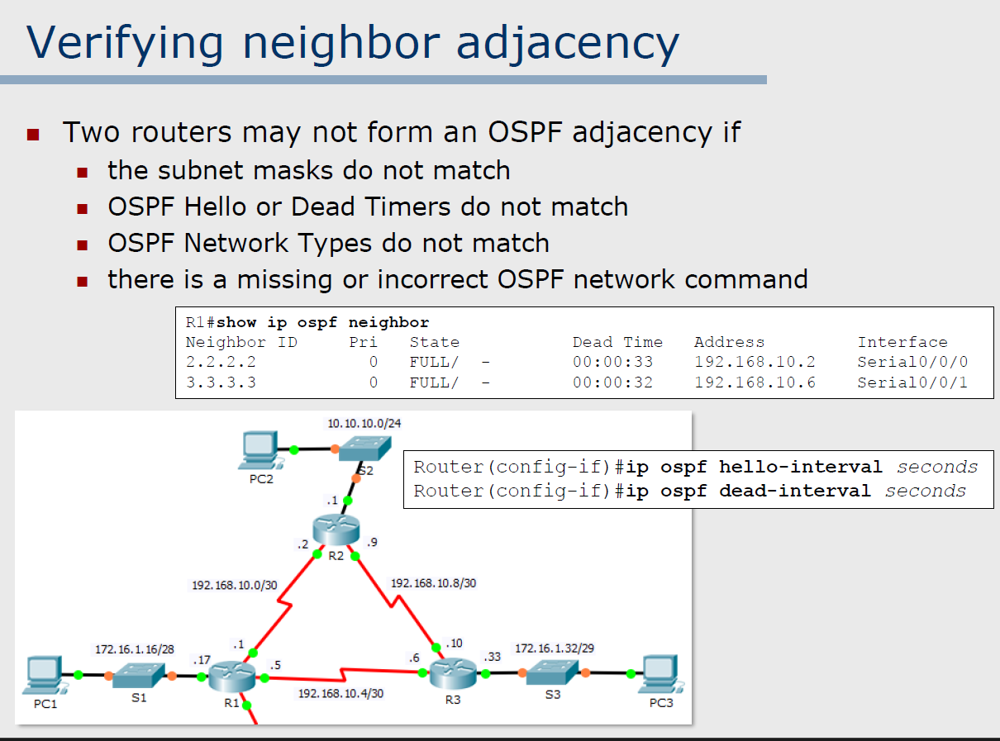 Verifying neighbor adjacency
Two routers may not form an OSPF adjacency if
the subnet masks do not match
OSPF Hello or Dead Timers do not match
OSPF Network Types do not match
there is a missing or incorrect OSPF network command
R1#show ip ospf neighbor
Neighbor ID Pri State Dead Time Address Interface
2.2.2.2 0 FULL/ - 00:00:33 192.168.10.2 Serial0/0/0
3.3.3.3 0 FULL/ - 00:00:32 192.168.10.6 Serial0/0/1
Router(config-if)#ip ospf hello-interval seconds
Router(config-if)#ip ospf dead-interval seconds
10.10.10.0/24
PC2
S2
.1
.2
R2
.9
192.168.10.0/30
192.168.10.8/30
172.16.1.16/28
.17
.1
.5
.6
.10
.33
172.16.1.32/29
PC1
S1
R1
192.168.10.4/30
R3
S3
PC3